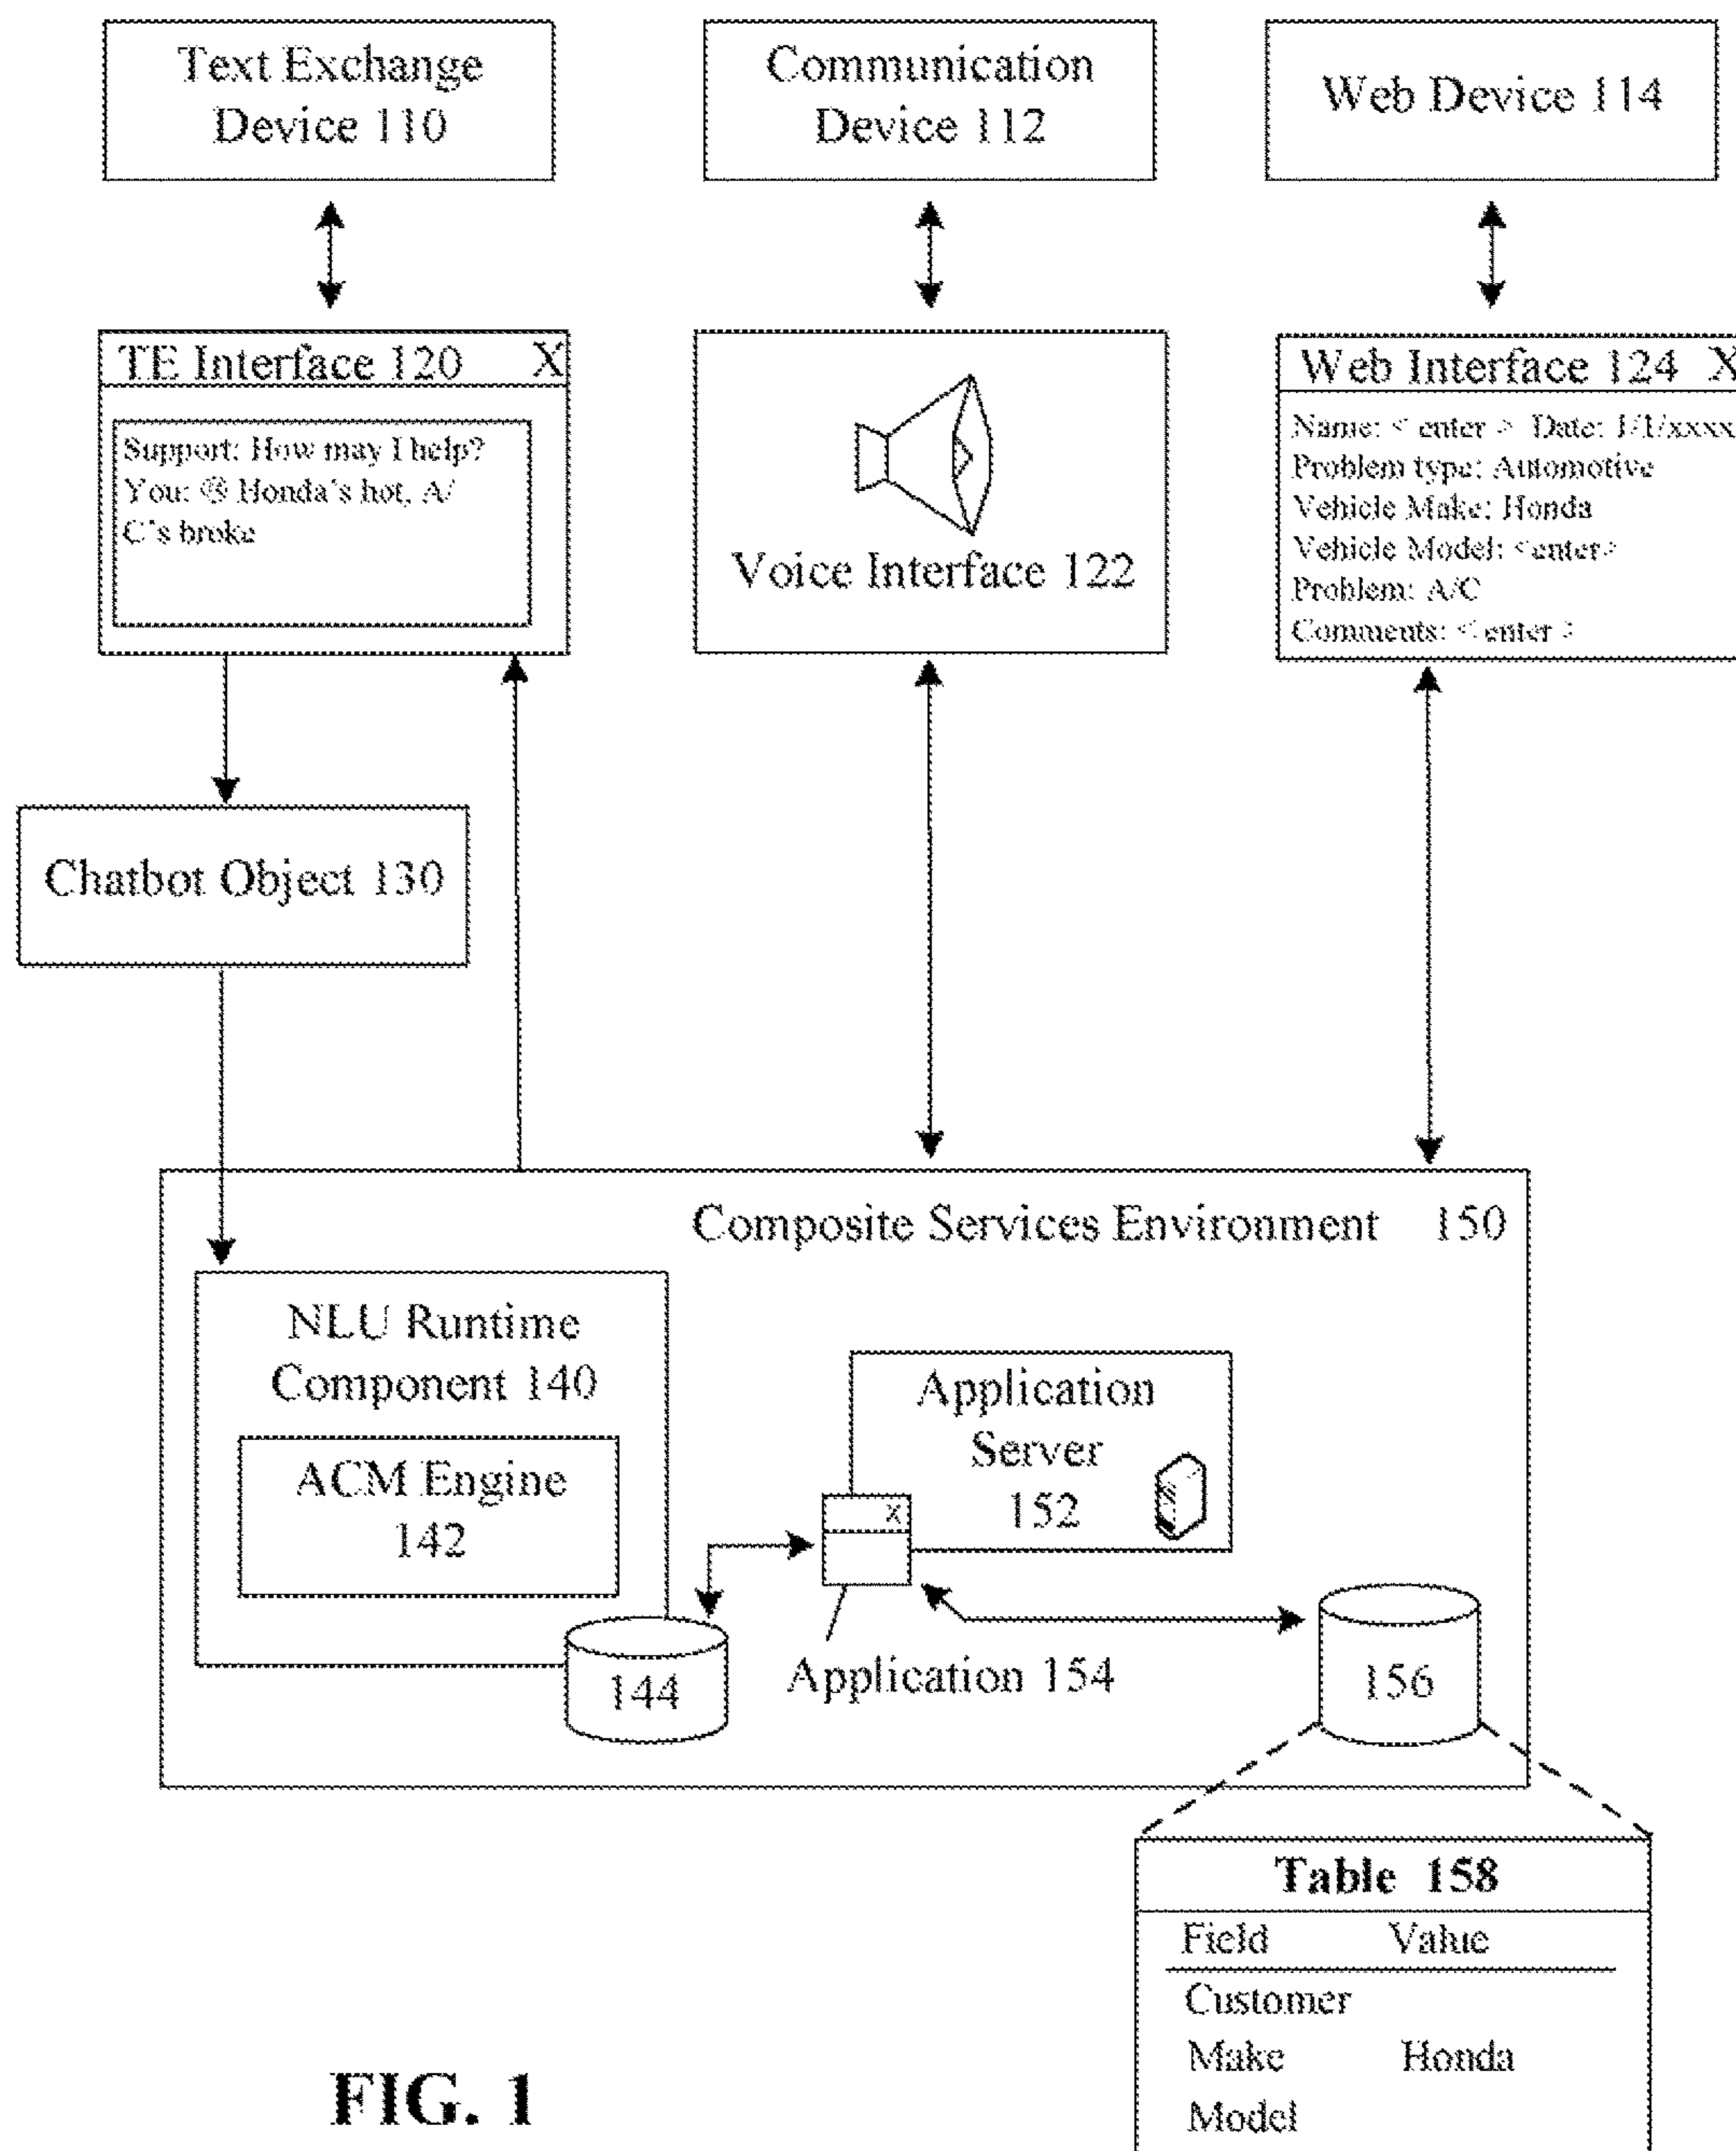 Text Exchange
Device 110
Communication
Device 112
Web Device 114
TE Interface 120 X
Support: How may I help?
You: ☹ Honda's hot, A/
C's broke
Voice Interface 122
Web Interface 124 X
Name: < enter > Date: 1/1/xxxx
Problem type: Automotive
Vehicle Make: Honda
Vehicle Model: <enter>
Problem: A/C
Comments: < enter >
Chatbot Object 130
Composite Services Environment 150
NLU Runtime
Component 140
ACM Engine
142
144
Application
Server
152
X
Application 154
156
Table 158
Field Value
Customer
Make Honda
Model
FIG. 1